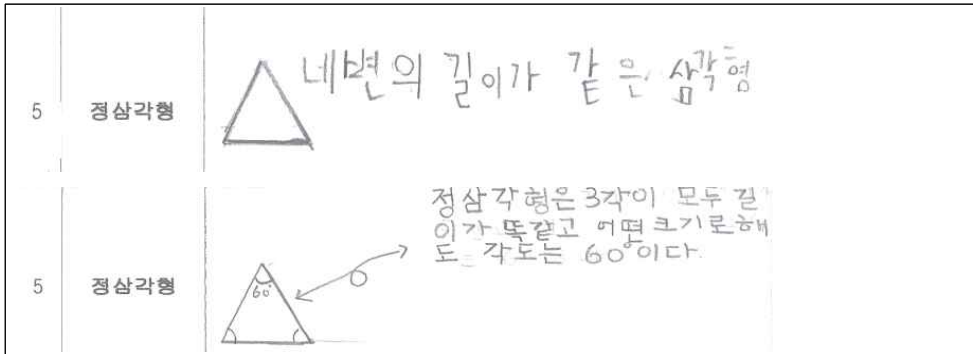 5 정삼각형 네변의 길이가 같은 삼각형
정삼각형은 3각이 모두 길
이가 똑같고 어떤 크기로해
도 각도는 60°이다.
5 정삼각형 60°